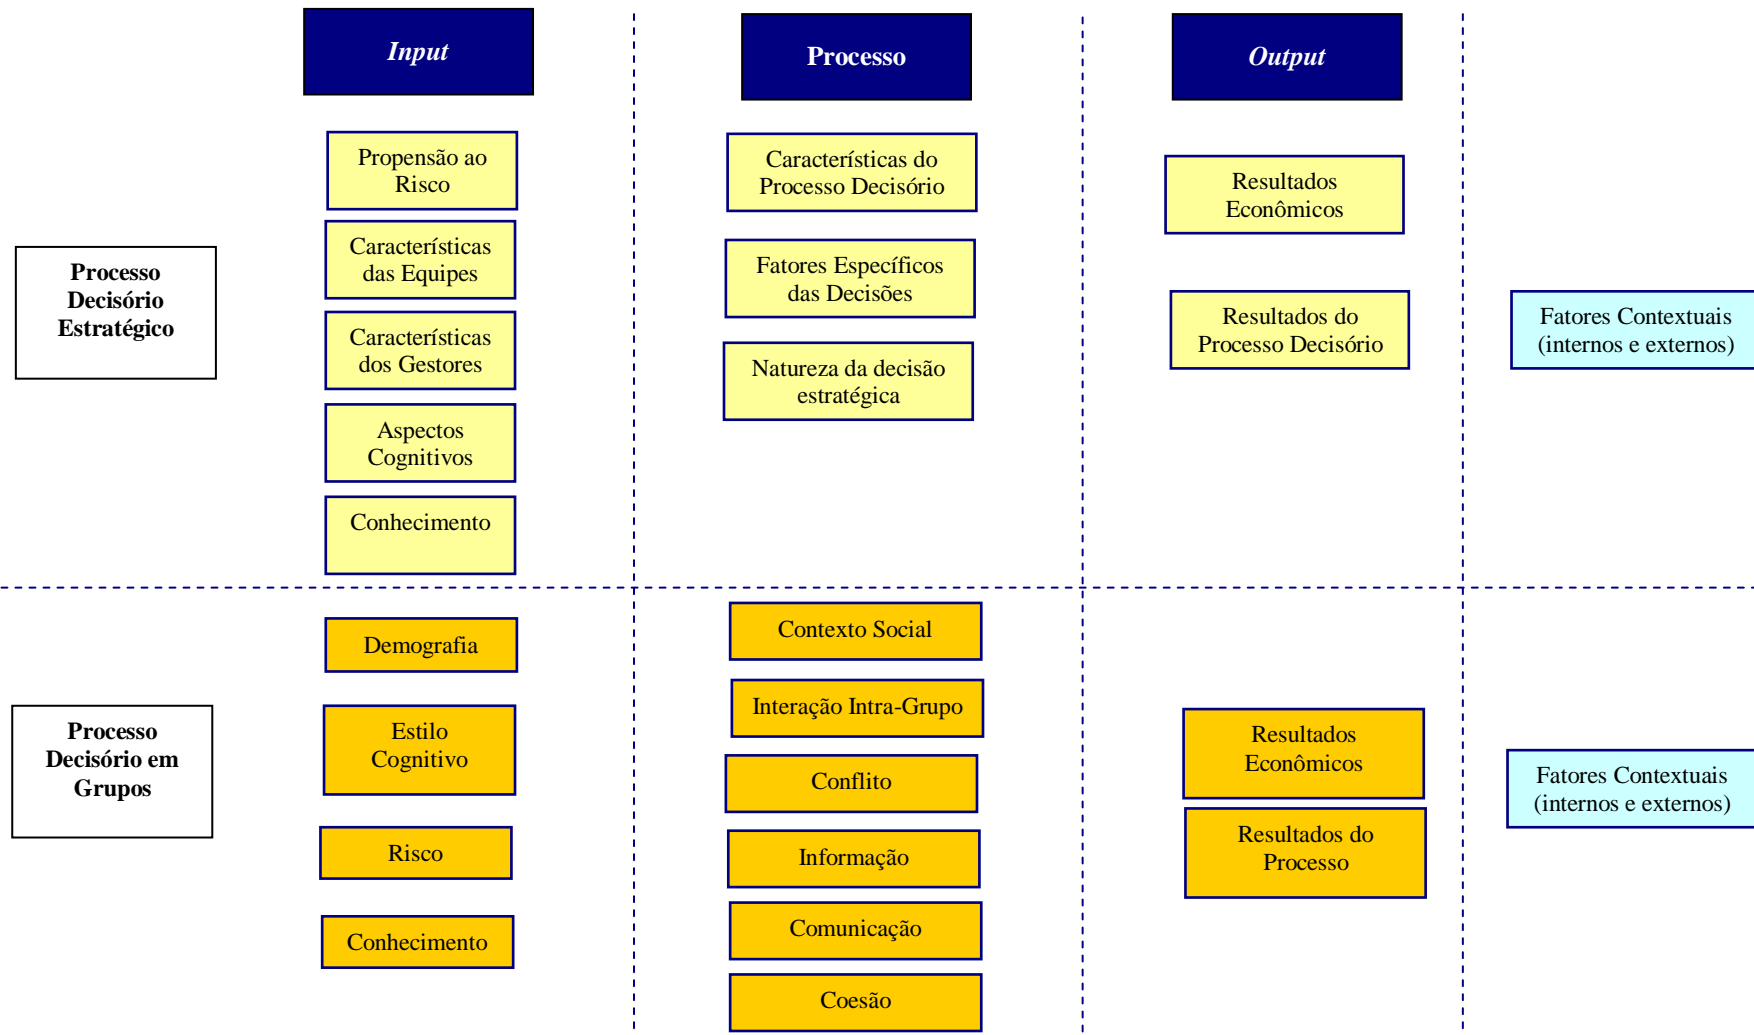 Input
Processo
Output
Propensão ao
Risco
Características
das Equipes
Características
dos Gestores
Aspectos
Cognitivos
Conhecimento
Características do
Processo Decisório
Fatores Específicos
das Decisões
Natureza da decisão
estratégica
Resultados
Econômicos
Resultados do
Processo Decisório
Processo
Decisório
Estratégico
Fatores Contextuais
(internos e externos)
Demografia
Estilo
Cognitivo
Risco
Conhecimento
Contexto Social
Interação Intra-Grupo
Conflito
Informação
Comunicação
Coesão
Resultados
Econômicos
Resultados do
Processo
Processo
Decisório em
Grupos
Fatores Contextuais
(internos e externos)